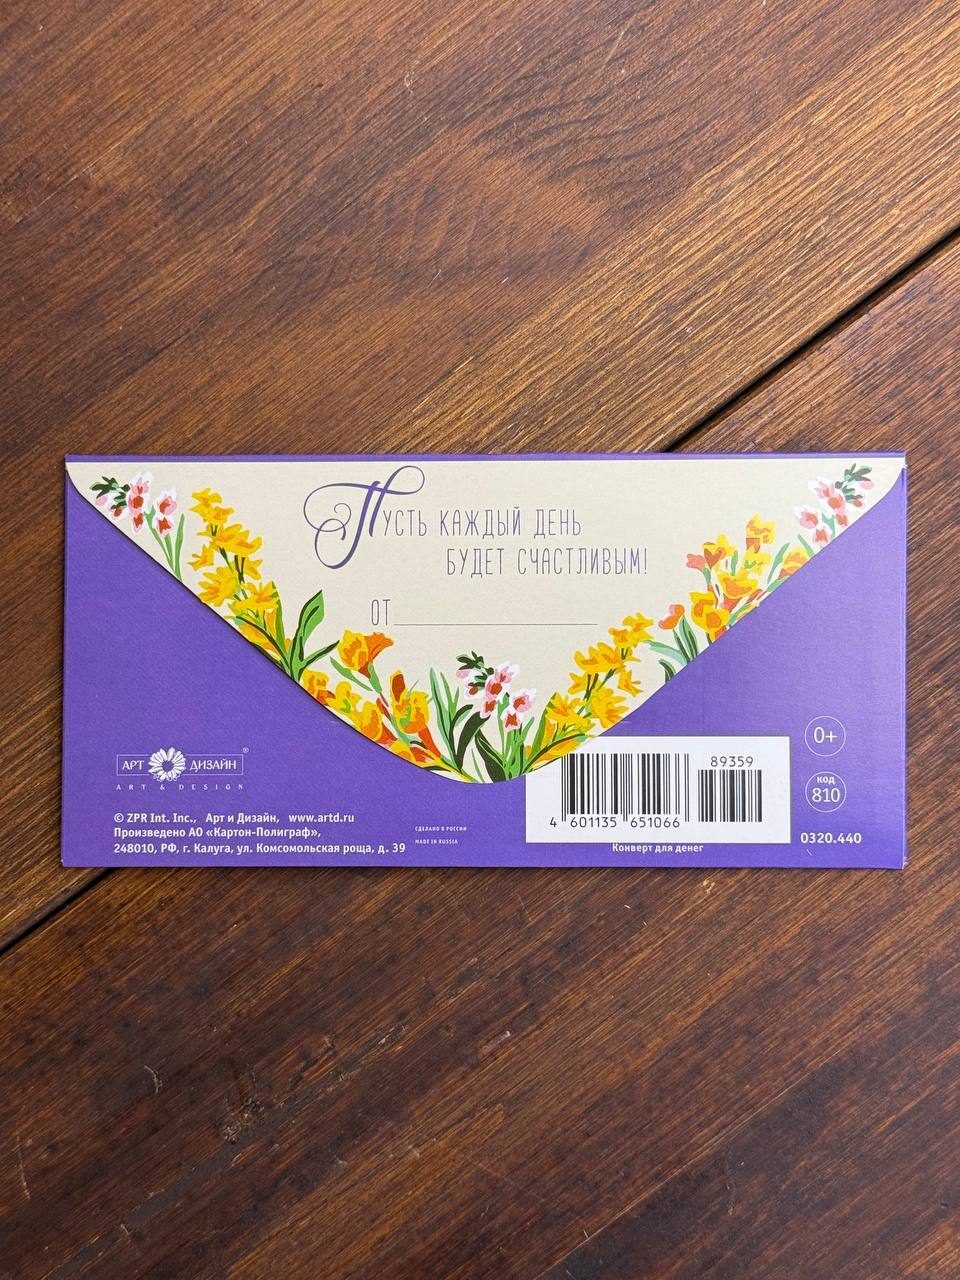 Пусть каждый день
будет счастливым!
от
АРТ ДИЗАЙН ®
ART & DESIGN
© ZPR Int. Inc., Арт и Дизайн, www.artd.ru
Произведено АО «Картон-Полиграф»,
248010, РФ, г. Калуга, ул. Комсомольская роща, д. 39
СДЕЛАНО В РОССИИ
MADE IN RUSSIA
89359
4 601135 651066
Конверт для денег
0+
код
810
0320.440